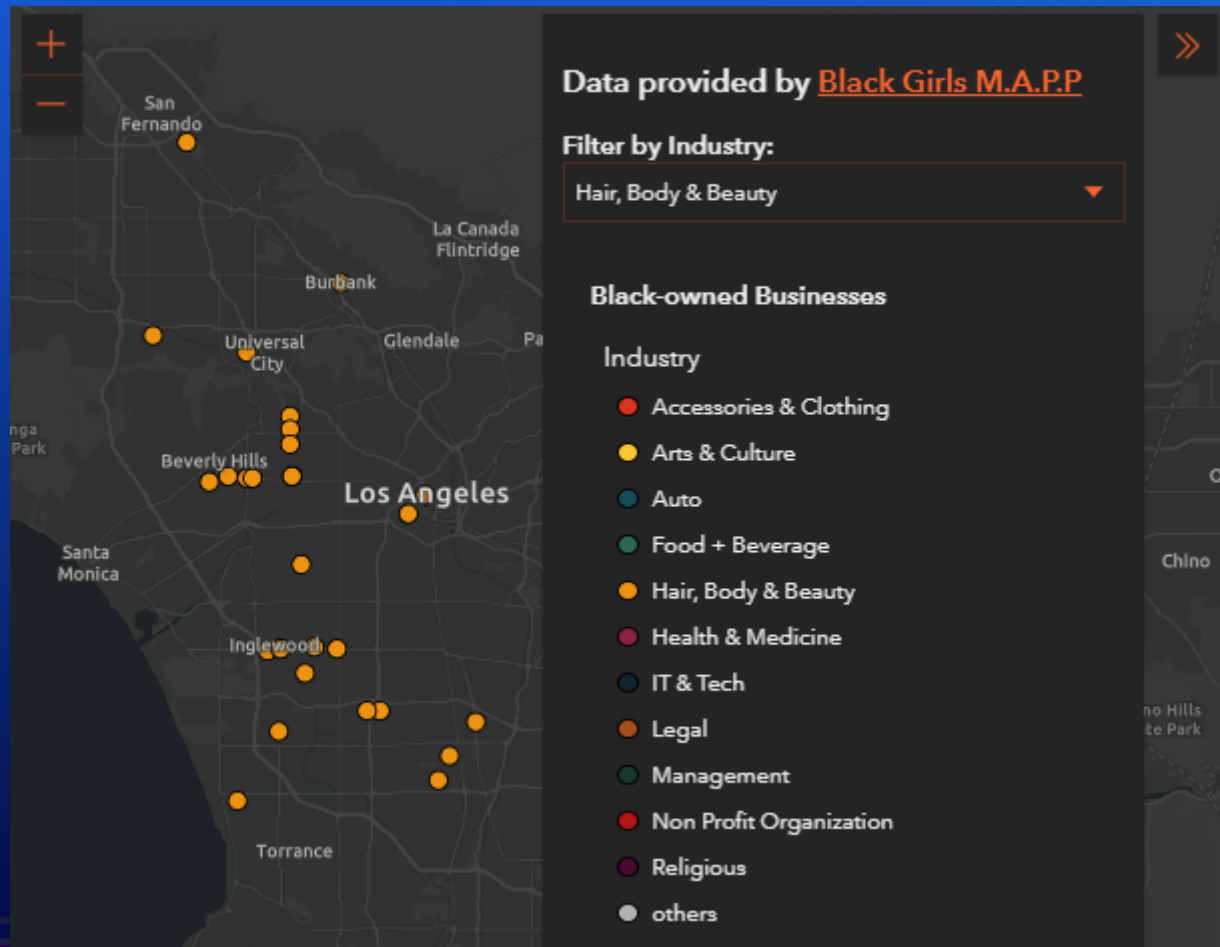 San
Fernando
La Canada
Flintridge
Burbank
Universal
City
Glendale
Pa
nga
Park
Beverly Hills
Los Angeles
Santa
Monica
Inglewood
Torrance
Data provided by Black Girls M.A.P.P
Filter by Industry:
Hair, Body & Beauty
Black-owned Businesses
Industry
Accessories & Clothing
Arts & Culture
Auto
Food + Beverage
Hair, Body & Beauty
Health & Medicine
IT & Tech
Legal
Management
Non Profit Organization
Religious
others
Chino
no Hills
te Park